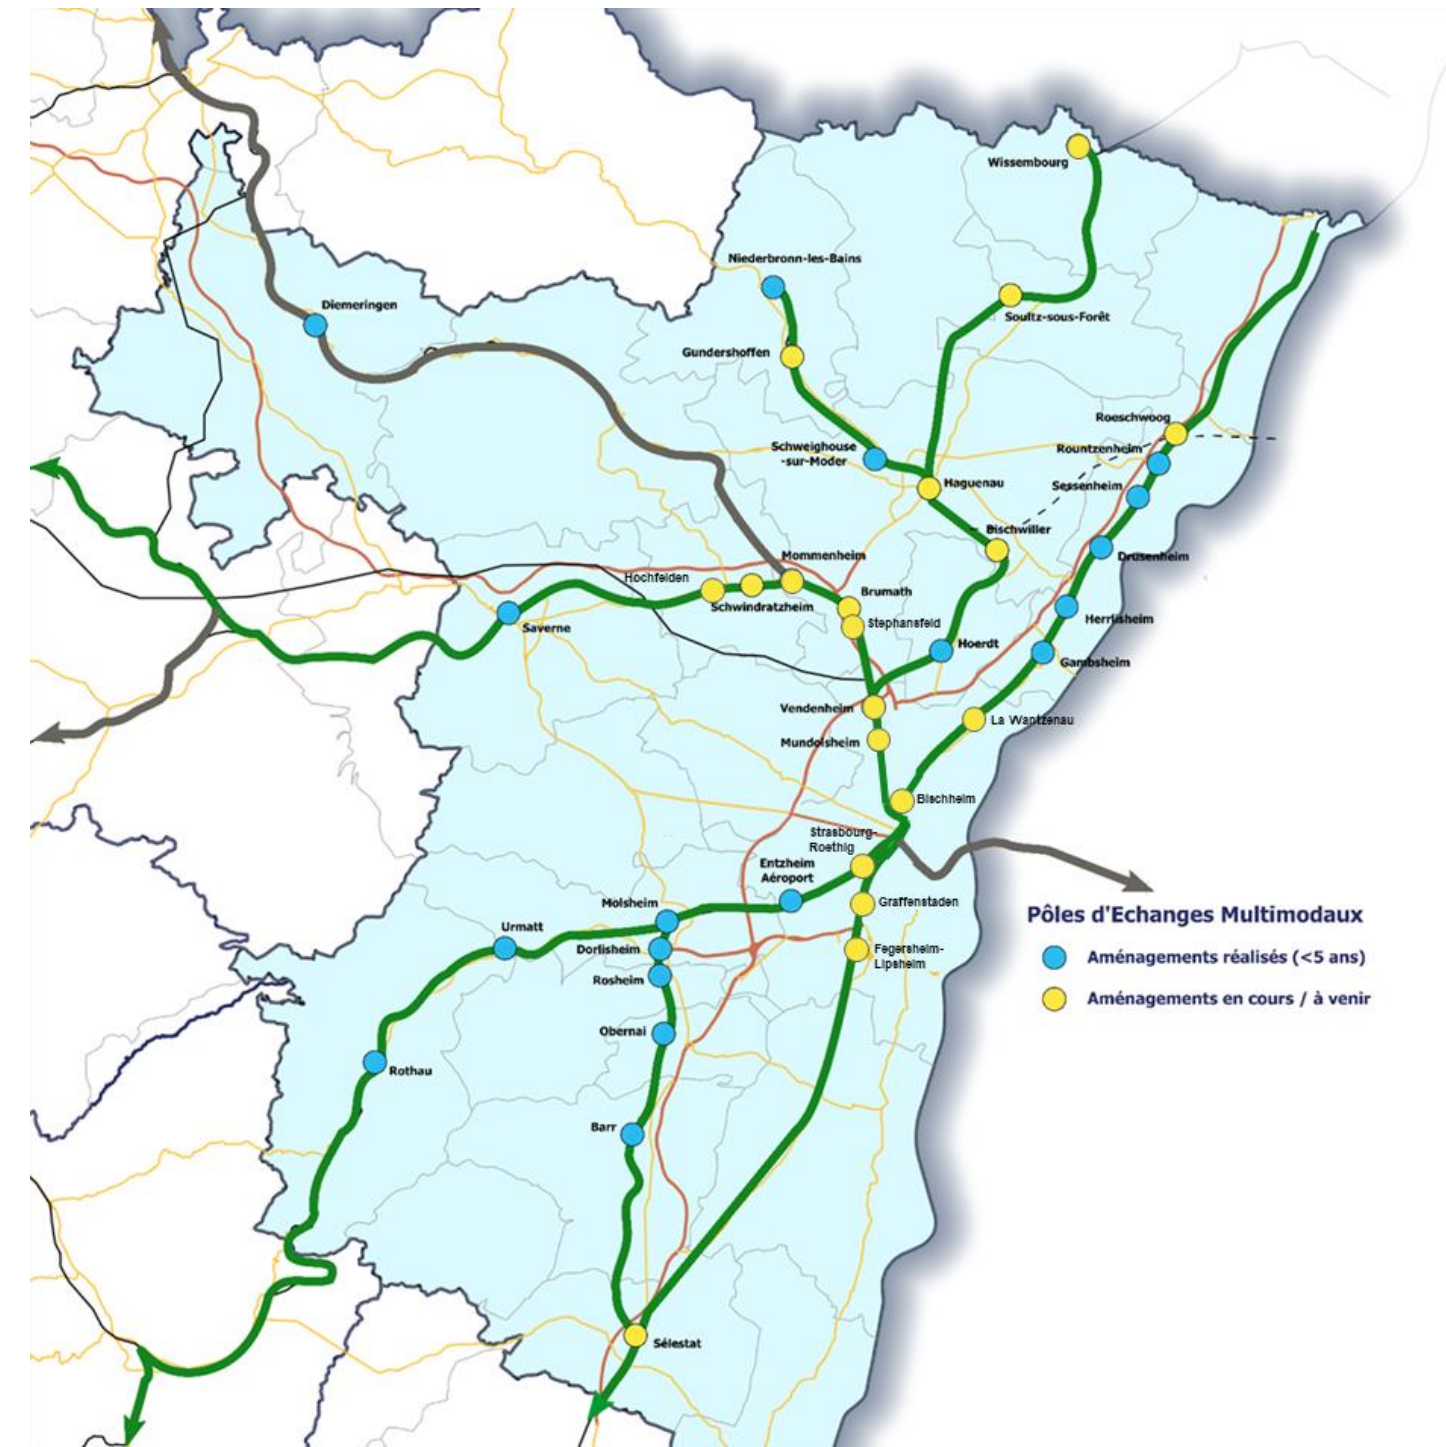 Wissembourg
Niederbronn-les-Bains
Diemeringen
Soultz-sous-Forêt
Gundershoffen
Roeschwoog
Schweighouse
-sur-Moder
Rountzenheim
Haguenau
Sessenheim
Bischwiller
Drusenheim
Mommenheim
Hochfelden
Brumath
Schwindratzheim
Stephansfeld
Herrlisheim
Saverne
Hoerdt
Gambsheim
Vendenheim
La Wantzenau
Mundolsheim
Bischheim
Strasbourg-
Roethig
Entzheim
Aéroport
Molsheim
Graffenstaden
Pôles d'Echanges Multimodaux
Urmatt
Dorlisheim
Fegersheim-
Lipsheim
Aménagements réalisés (<5 ans)
Rosheim
Aménagements en cours / à venir
Obernai
Rothau
Barr
Sélestat